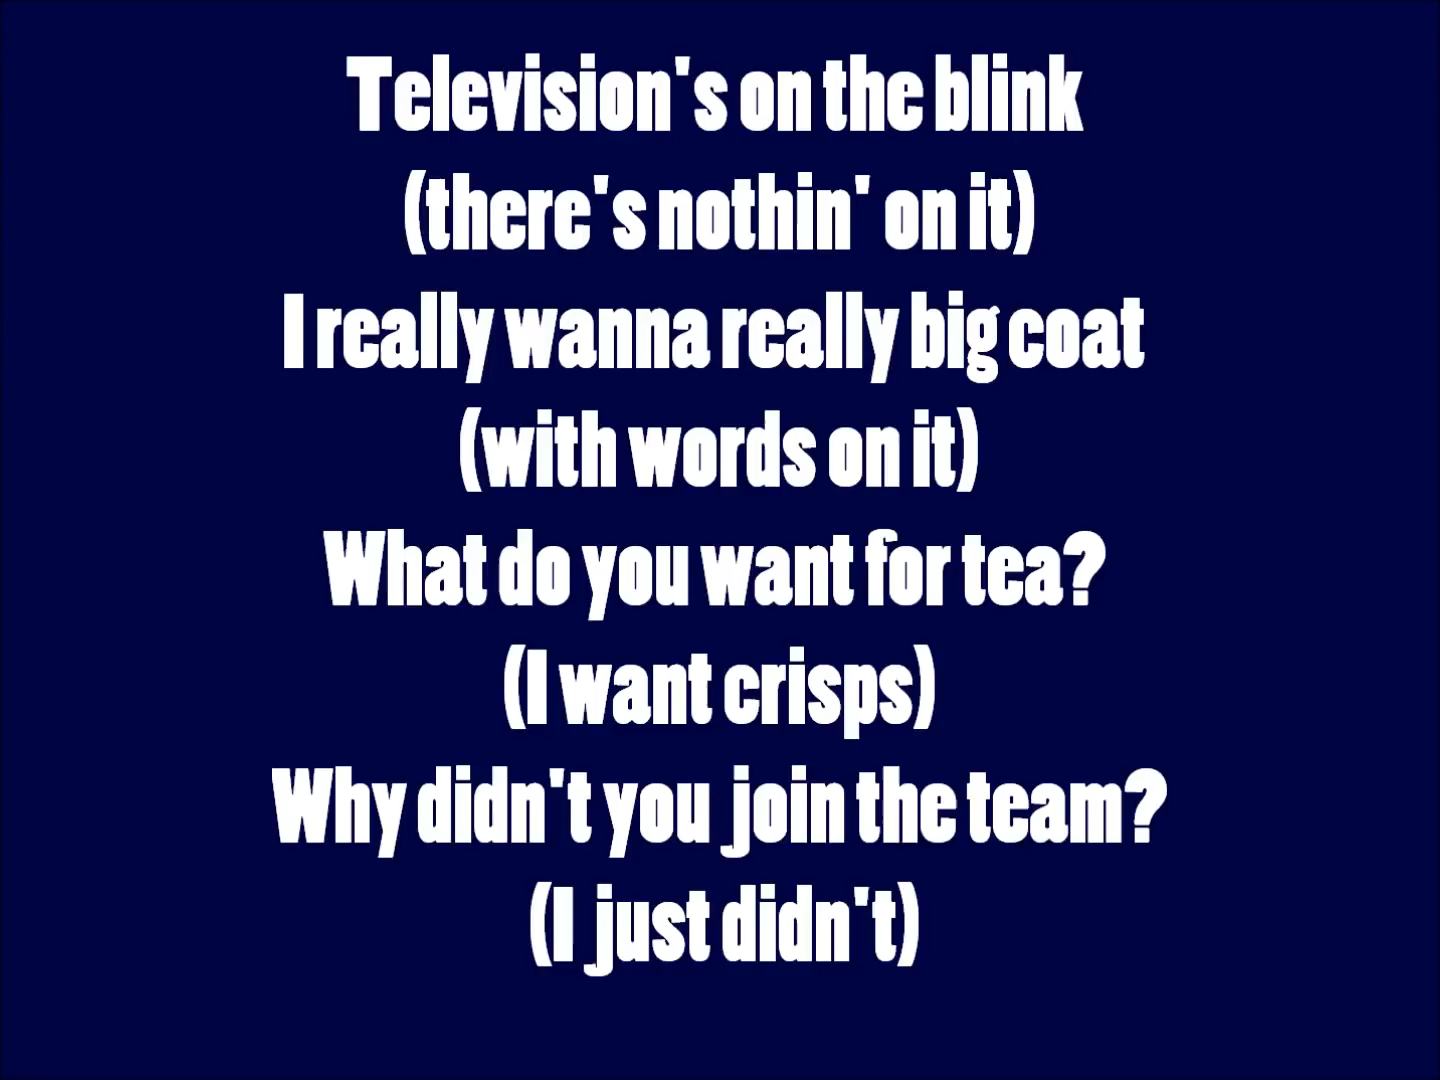 Television's on the blink
(there's nothin' on it)
I really wanna really big coat
(with words on it)
What do you want for tea?
(I want crisps)
Why didn't you join the team?
(I just didn't)